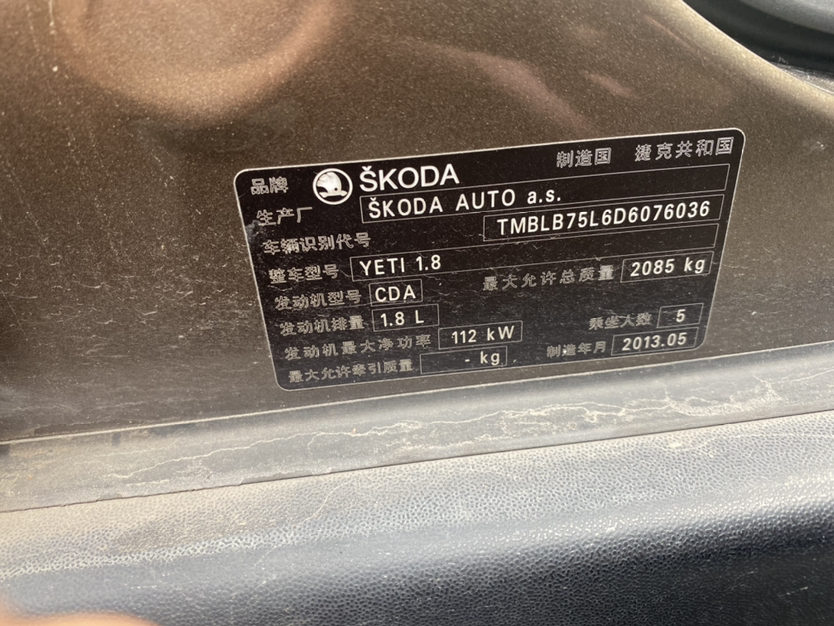 品牌 ŠKODA 制造国 捷克共和国
生产厂 ŠKODA AUTO a.s.
车辆识别代号 TMBLB75L6D6076036
整车型号 YETI 1.8 最大允许总质量 2085 kg
发动机型号 CDA
发动机排量 1.8 L 乘坐人数 5
发动机最大净功率 112 kW 制造年月 2013.05
最大允许牵引质量 - kg